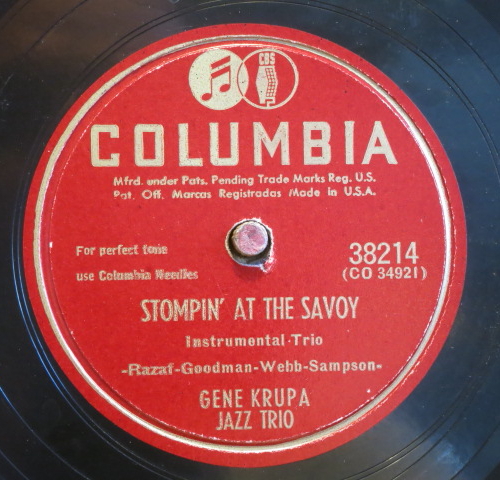 CBS
COLUMBIA
Mfrd. under Pats. Pending Trade Marks Reg. U.S.
Pat. Off. Marcas Registradas Made in U.S.A.
For perfect tone
use Columbia Needles
38214
(CO 34921)
STOMPIN' AT THE SAVOY
Instrumental-Trio
-Razaf-Goodman-Webb-Sampson-
GENE KRUPA
JAZZ TRIO